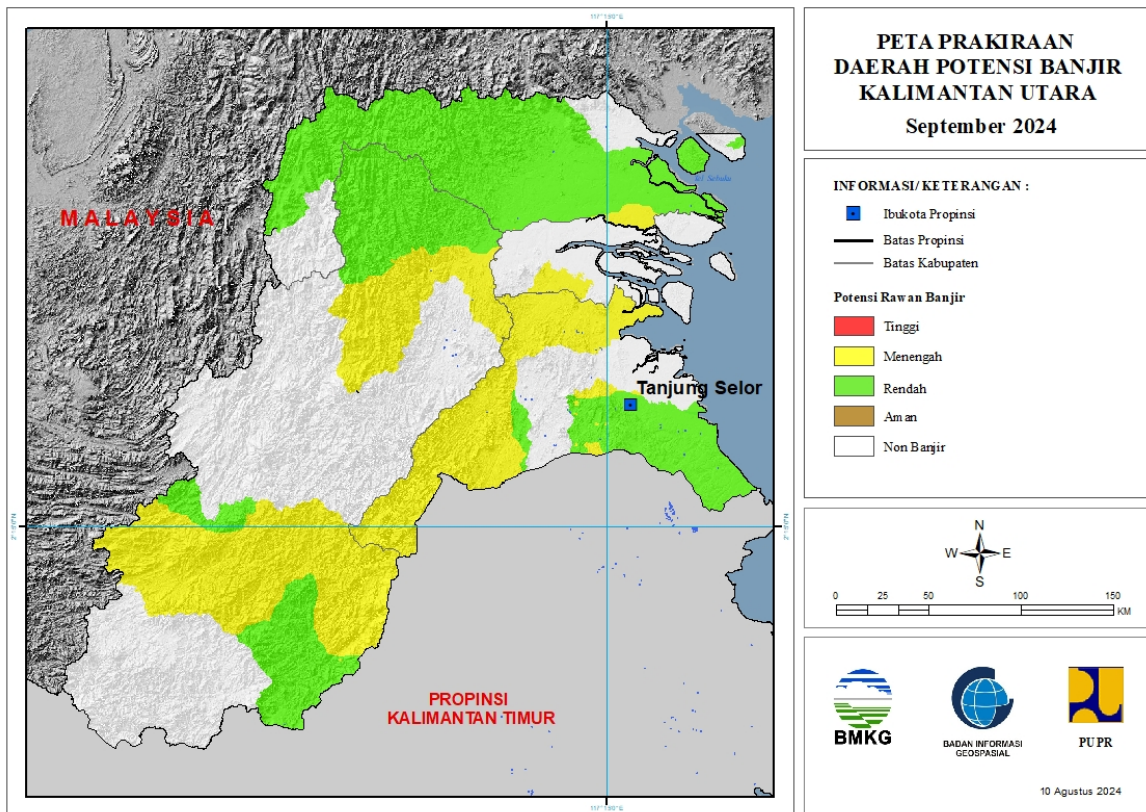 PETA PRAKIRAAN
DAERAH POTENSI BANJIR
KALIMANTAN UTARA
September 2024
INFORMASI/ KETERANGAN :
Ibukota Propinsi
Batas Propinsi
Batas Kabupaten
Potensi Rawan Banjir
Tinggi
Menengah
Rendah
Aman
Non Banjir
N
W
E
S
0 25 50 100 150
KM
BMKG
BADAN INFORMASI
GEOSPASIAL
PUPR
10 Agustus 2024
MALAYSIA
Tanjung Selor
PROPINSI
KALIMANTAN TIMUR